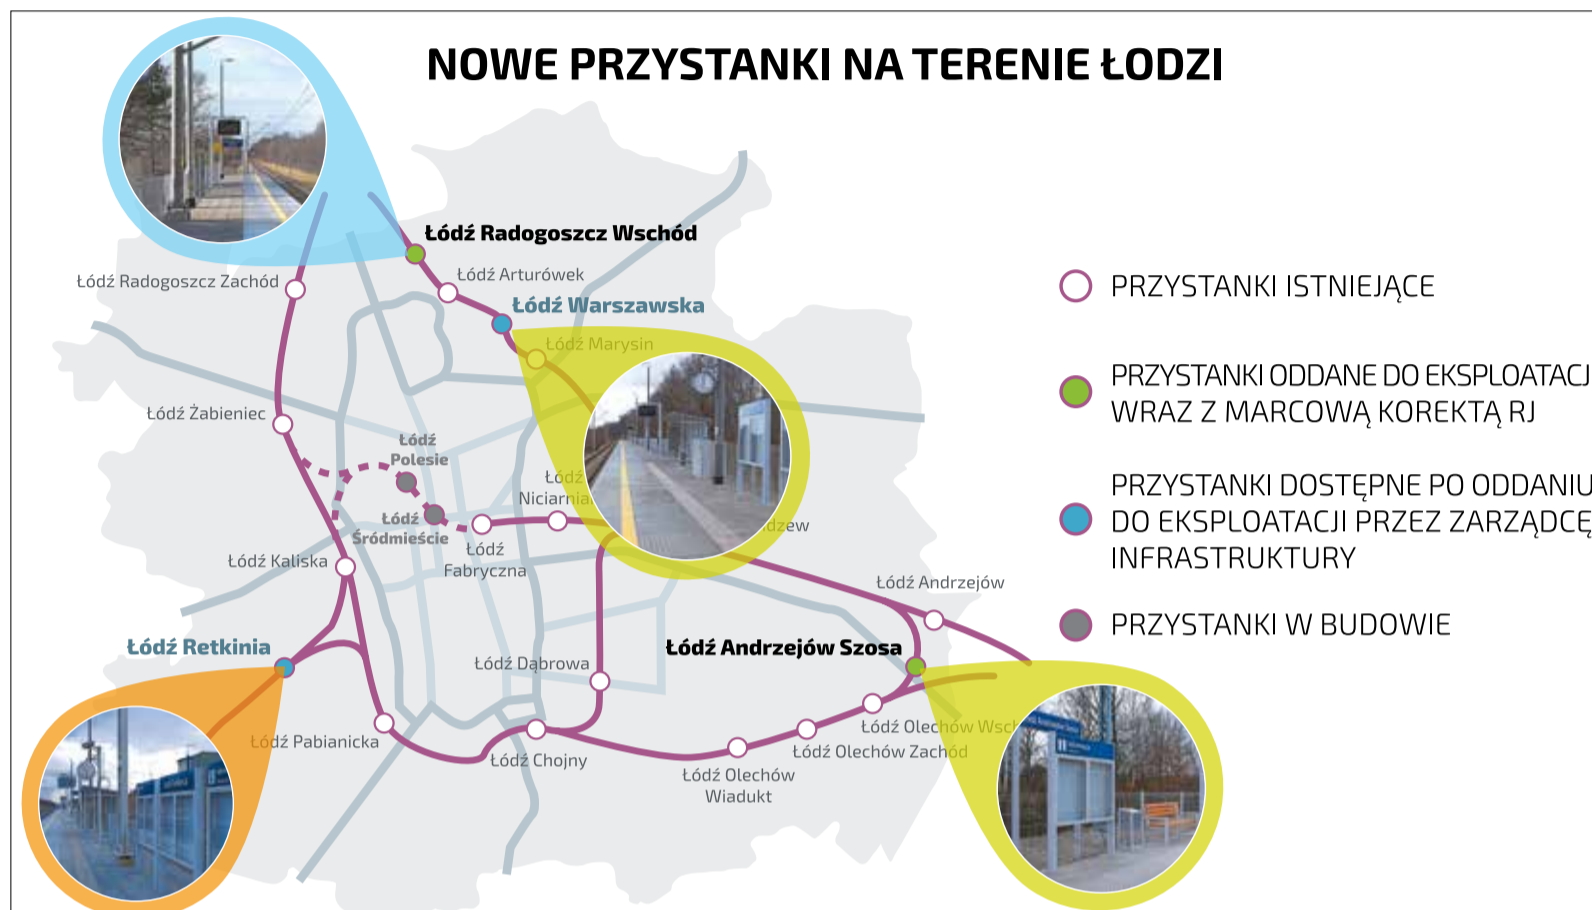 NOWE PRZYSTANKI NA TERENIE ŁODZI
Łódź Radogoszcz Wschód
Łódź Radogoszcz Zachód
Łódź Arturówek
Łódź Warszawska
Łódź Marysin
Łódź Żabieniec
Łódź
Polesie
Łódź
Śródmieście
Łódź
Fabryczna
Łódź Kaliska
Łódź Andrzejów
Łódź Retkinia
Łódź Dąbrowa
Łódź Andrzejów Szosa
Łódź Pabianicka
Łódź Chojny
Łódź Olechów
Łódź Olechów Zachód
Łódź Olechów
Wiadukt
PRZYSTANKI ISTNIEJĄCE
PRZYSTANKI ODDANE DO EKSPLOATACJ
WRAZ Z MARCOWĄ KOREKTĄ RJ
PRZYSTANKI DOSTĘPNE PO ODDANIU
DO EKSPLOATACJI PRZEZ ZARZĄDCĘ
INFRASTRUKTURY
PRZYSTANKI W BUDOWIE